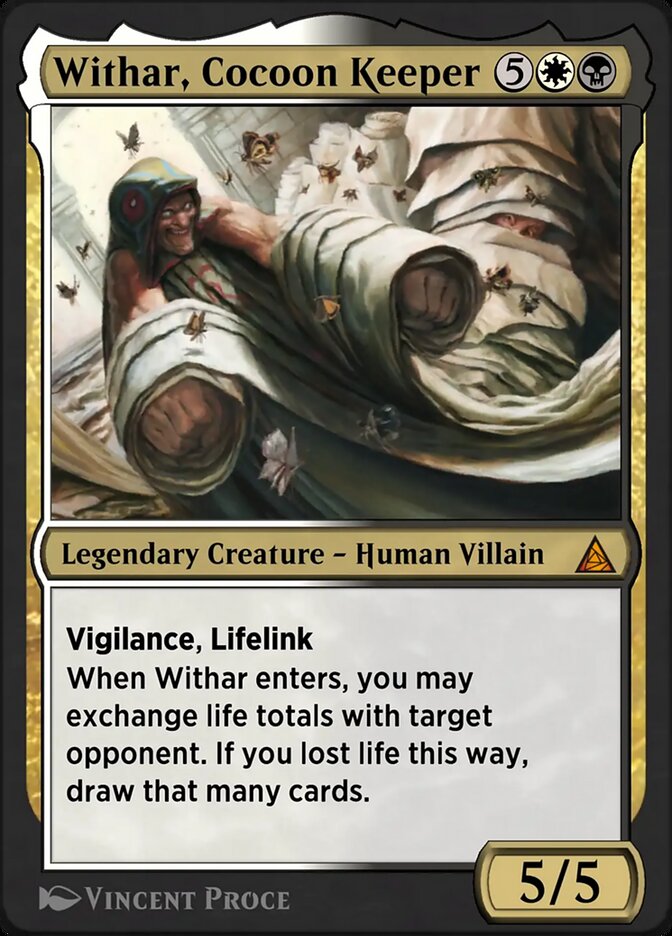 Withar, Cocoon Keeper 5
Legendary Creature – Human Villain
Vigilance, Lifelink
When Withar enters, you may
exchange life totals with target
opponent. If you lost life this way,
draw that many cards.
5/5
Vincent Proce